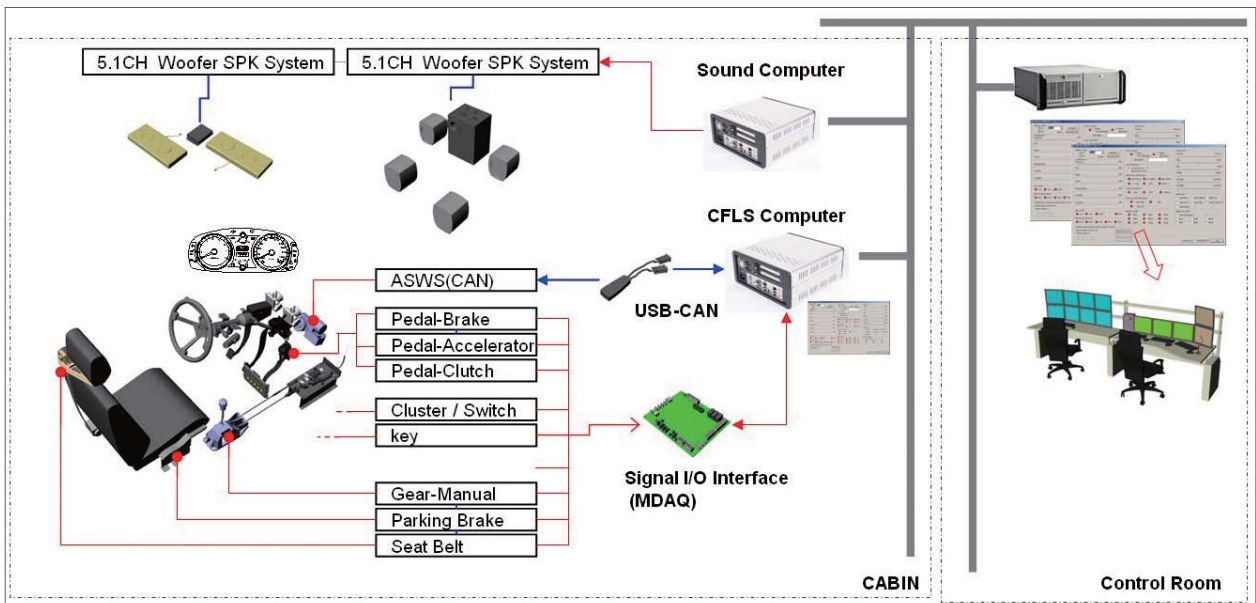 5.1CH Woofer SPK System
5.1CH Woofer SPK System
Sound Computer
CFLS Computer
ASWS(CAN)
USB-CAN
Pedal-Brake
Pedal-Accelerator
Pedal-Clutch
Cluster / Switch
key
Signal I/O Interface
(MDAQ)
Gear-Manual
Parking Brake
Seat Belt
CABIN
Control Room